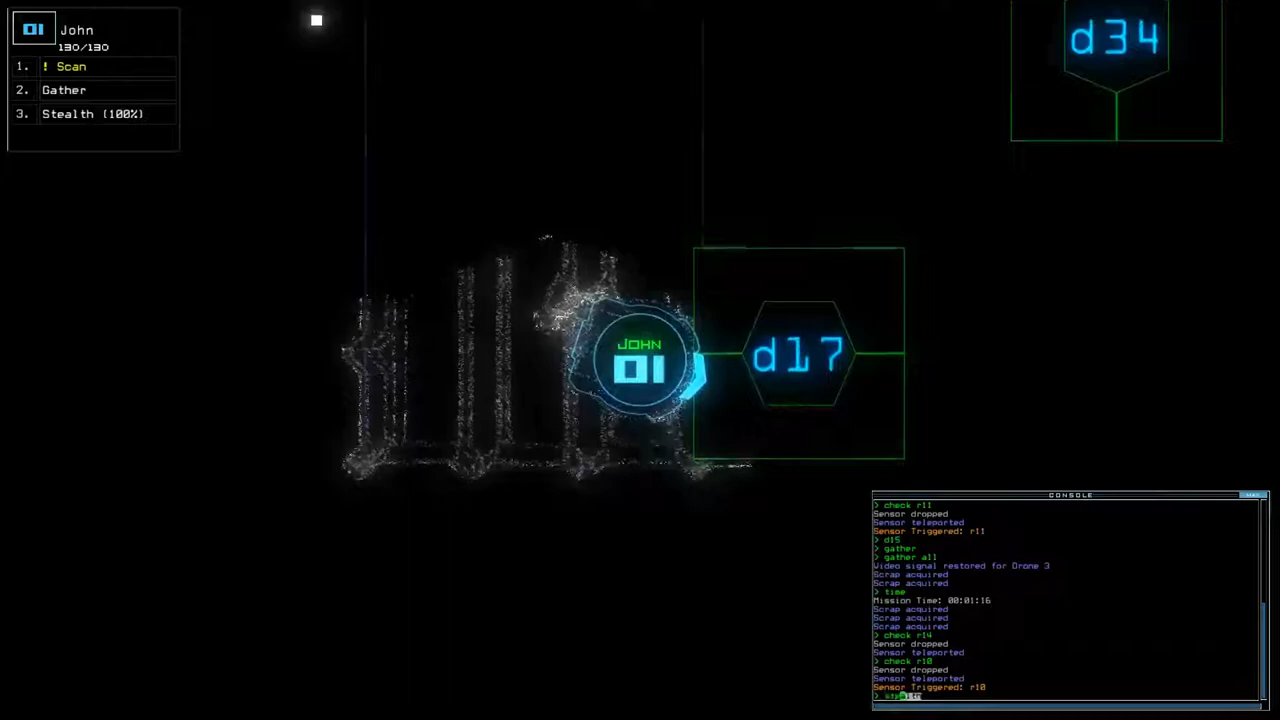 01 John
130/130
1. ! Scan
2. Gather
3. Stealth (100%)
d34
JOHN
01
d17
CONSOLE
> check r11
Sensor dropped
Sensor teleported
Sensor Triggered: r11
> d15
> gather
> gather all
Video signal restored for Drone 3
Scrap acquired
Scrap acquired
> time
Mission Time: 00:01:16
Scrap acquired
Scrap acquired
Scrap acquired
> check r14
Sensor dropped
Sensor teleported
> check r10
Sensor dropped
Sensor teleported
Sensor Triggered: r10
>